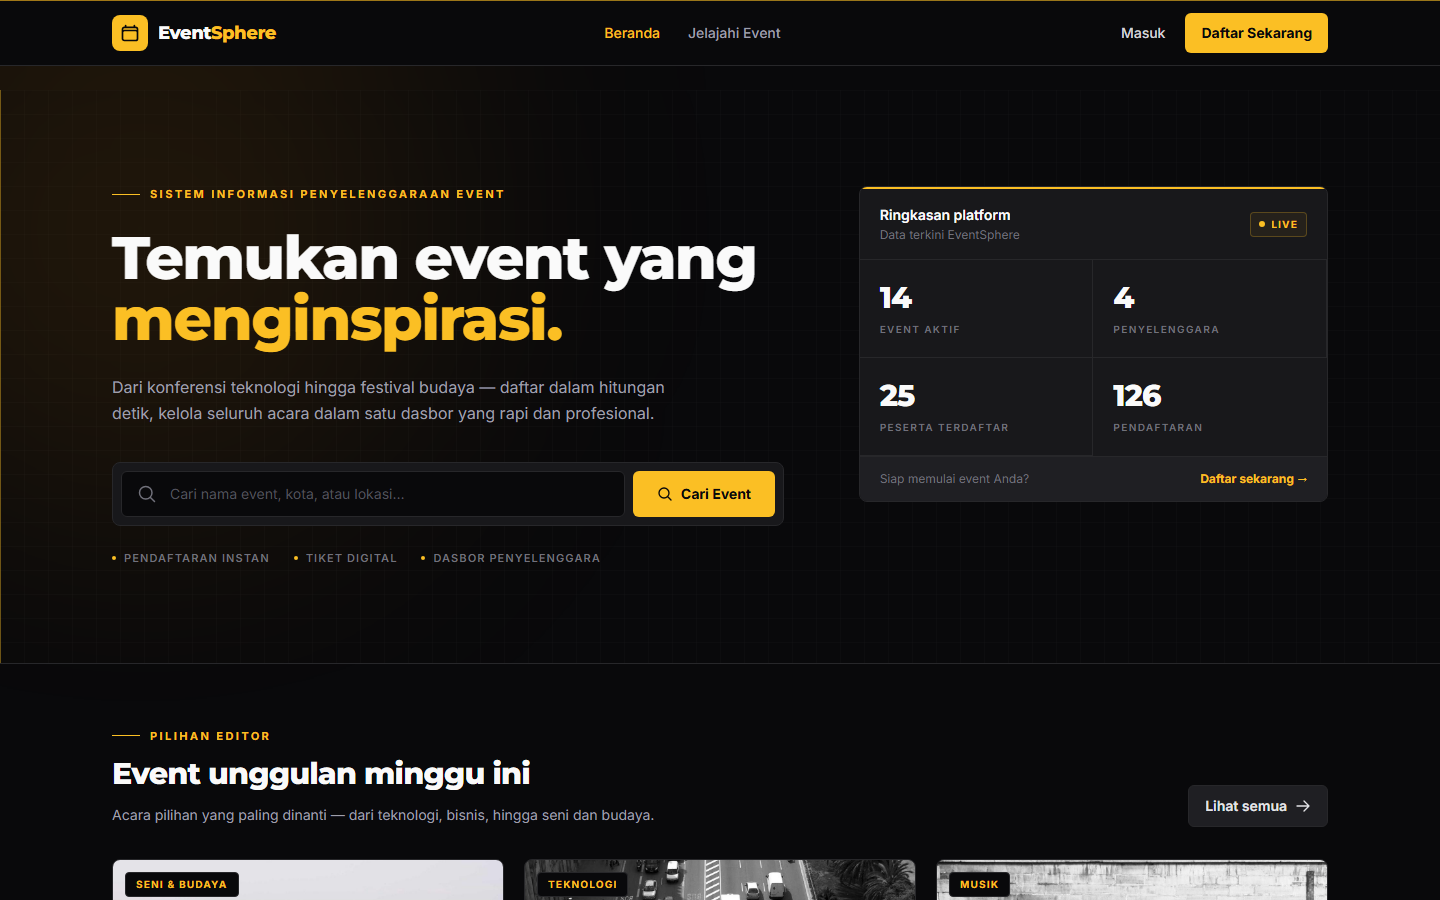 EventSphere
Beranda
Jelajahi Event
Masuk
Daftar Sekarang
SISTEM INFORMASI PENYELENGGARAAN EVENT
Temukan event yang
menginspirasi.
Dari konferensi teknologi hingga festival budaya — daftar dalam hitungan
detik, kelola seluruh acara dalam satu dasbor yang rapi dan profesional.
Cari nama event, kota, atau lokasi...
Cari Event
PENDAFTARAN INSTAN
TIKET DIGITAL
DASBOR PENYELENGGARA
Ringkasan platform
Data terkini EventSphere
LIVE
14
EVENT AKTIF
4
PENYELENGGARA
25
PESERTA TERDAFTAR
126
PENDAFTARAN
Siap memulai event Anda?
Daftar sekarang →
PILIHAN EDITOR
Event unggulan minggu ini
Acara pilihan yang paling dinanti — dari teknologi, bisnis, hingga seni dan budaya.
Lihat semua →
SENI & BUDAYA
TEKNOLOGI
MUSIK